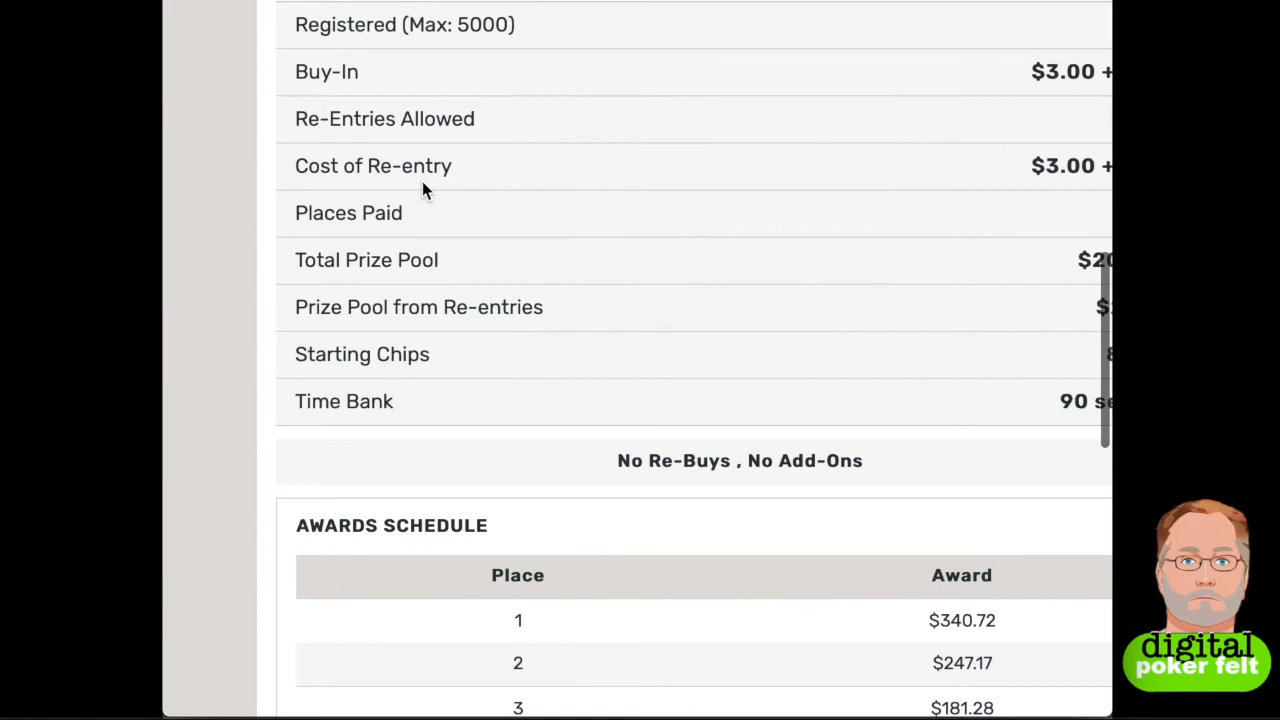 Registered (Max: 5000)
Buy-In $3.00 +
Re-Entries Allowed
Cost of Re-entry $3.00 +
Places Paid
Total Prize Pool $20
Prize Pool from Re-entries $
Starting Chips
Time Bank 90 se
No Re-Buys , No Add-Ons
AWARDS SCHEDULE
Place Award
1 $340.72
2 $247.17
3 $181.28
digital
poker felt